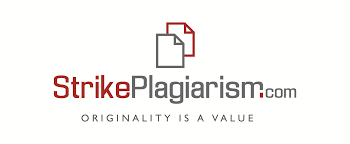 StrikePlagiarism.com
ORIGINALITY IS A VALUE